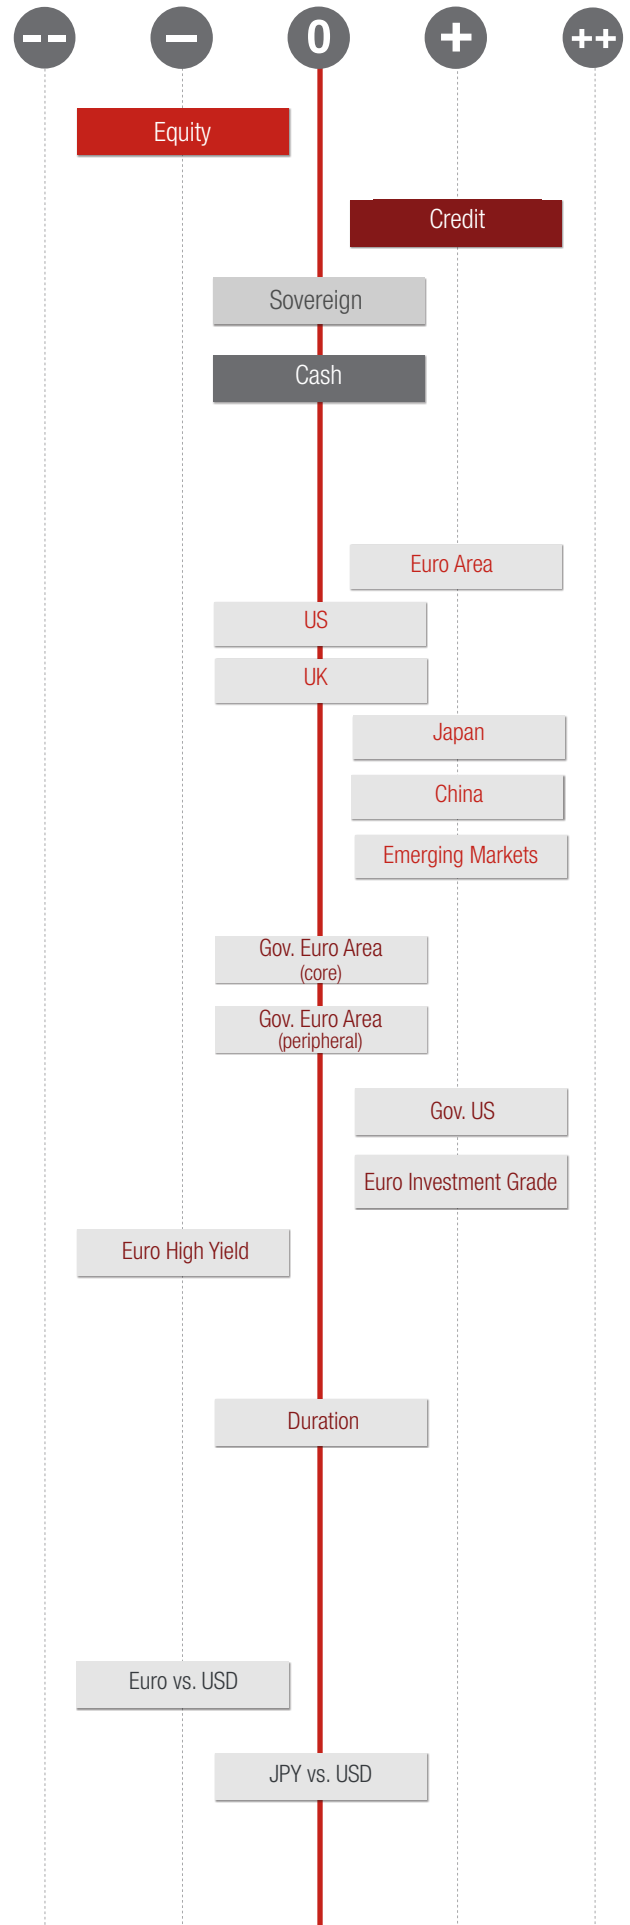 -- − 0 + ++
Equity
Credit
Sovereign
Cash
Euro Area
US
UK
Japan
China
Emerging Markets
Gov. Euro Area
(core)
Gov. Euro Area
(peripheral)
Gov. US
Euro Investment Grade
Euro High Yield
Duration
Euro vs. USD
JPY vs. USD